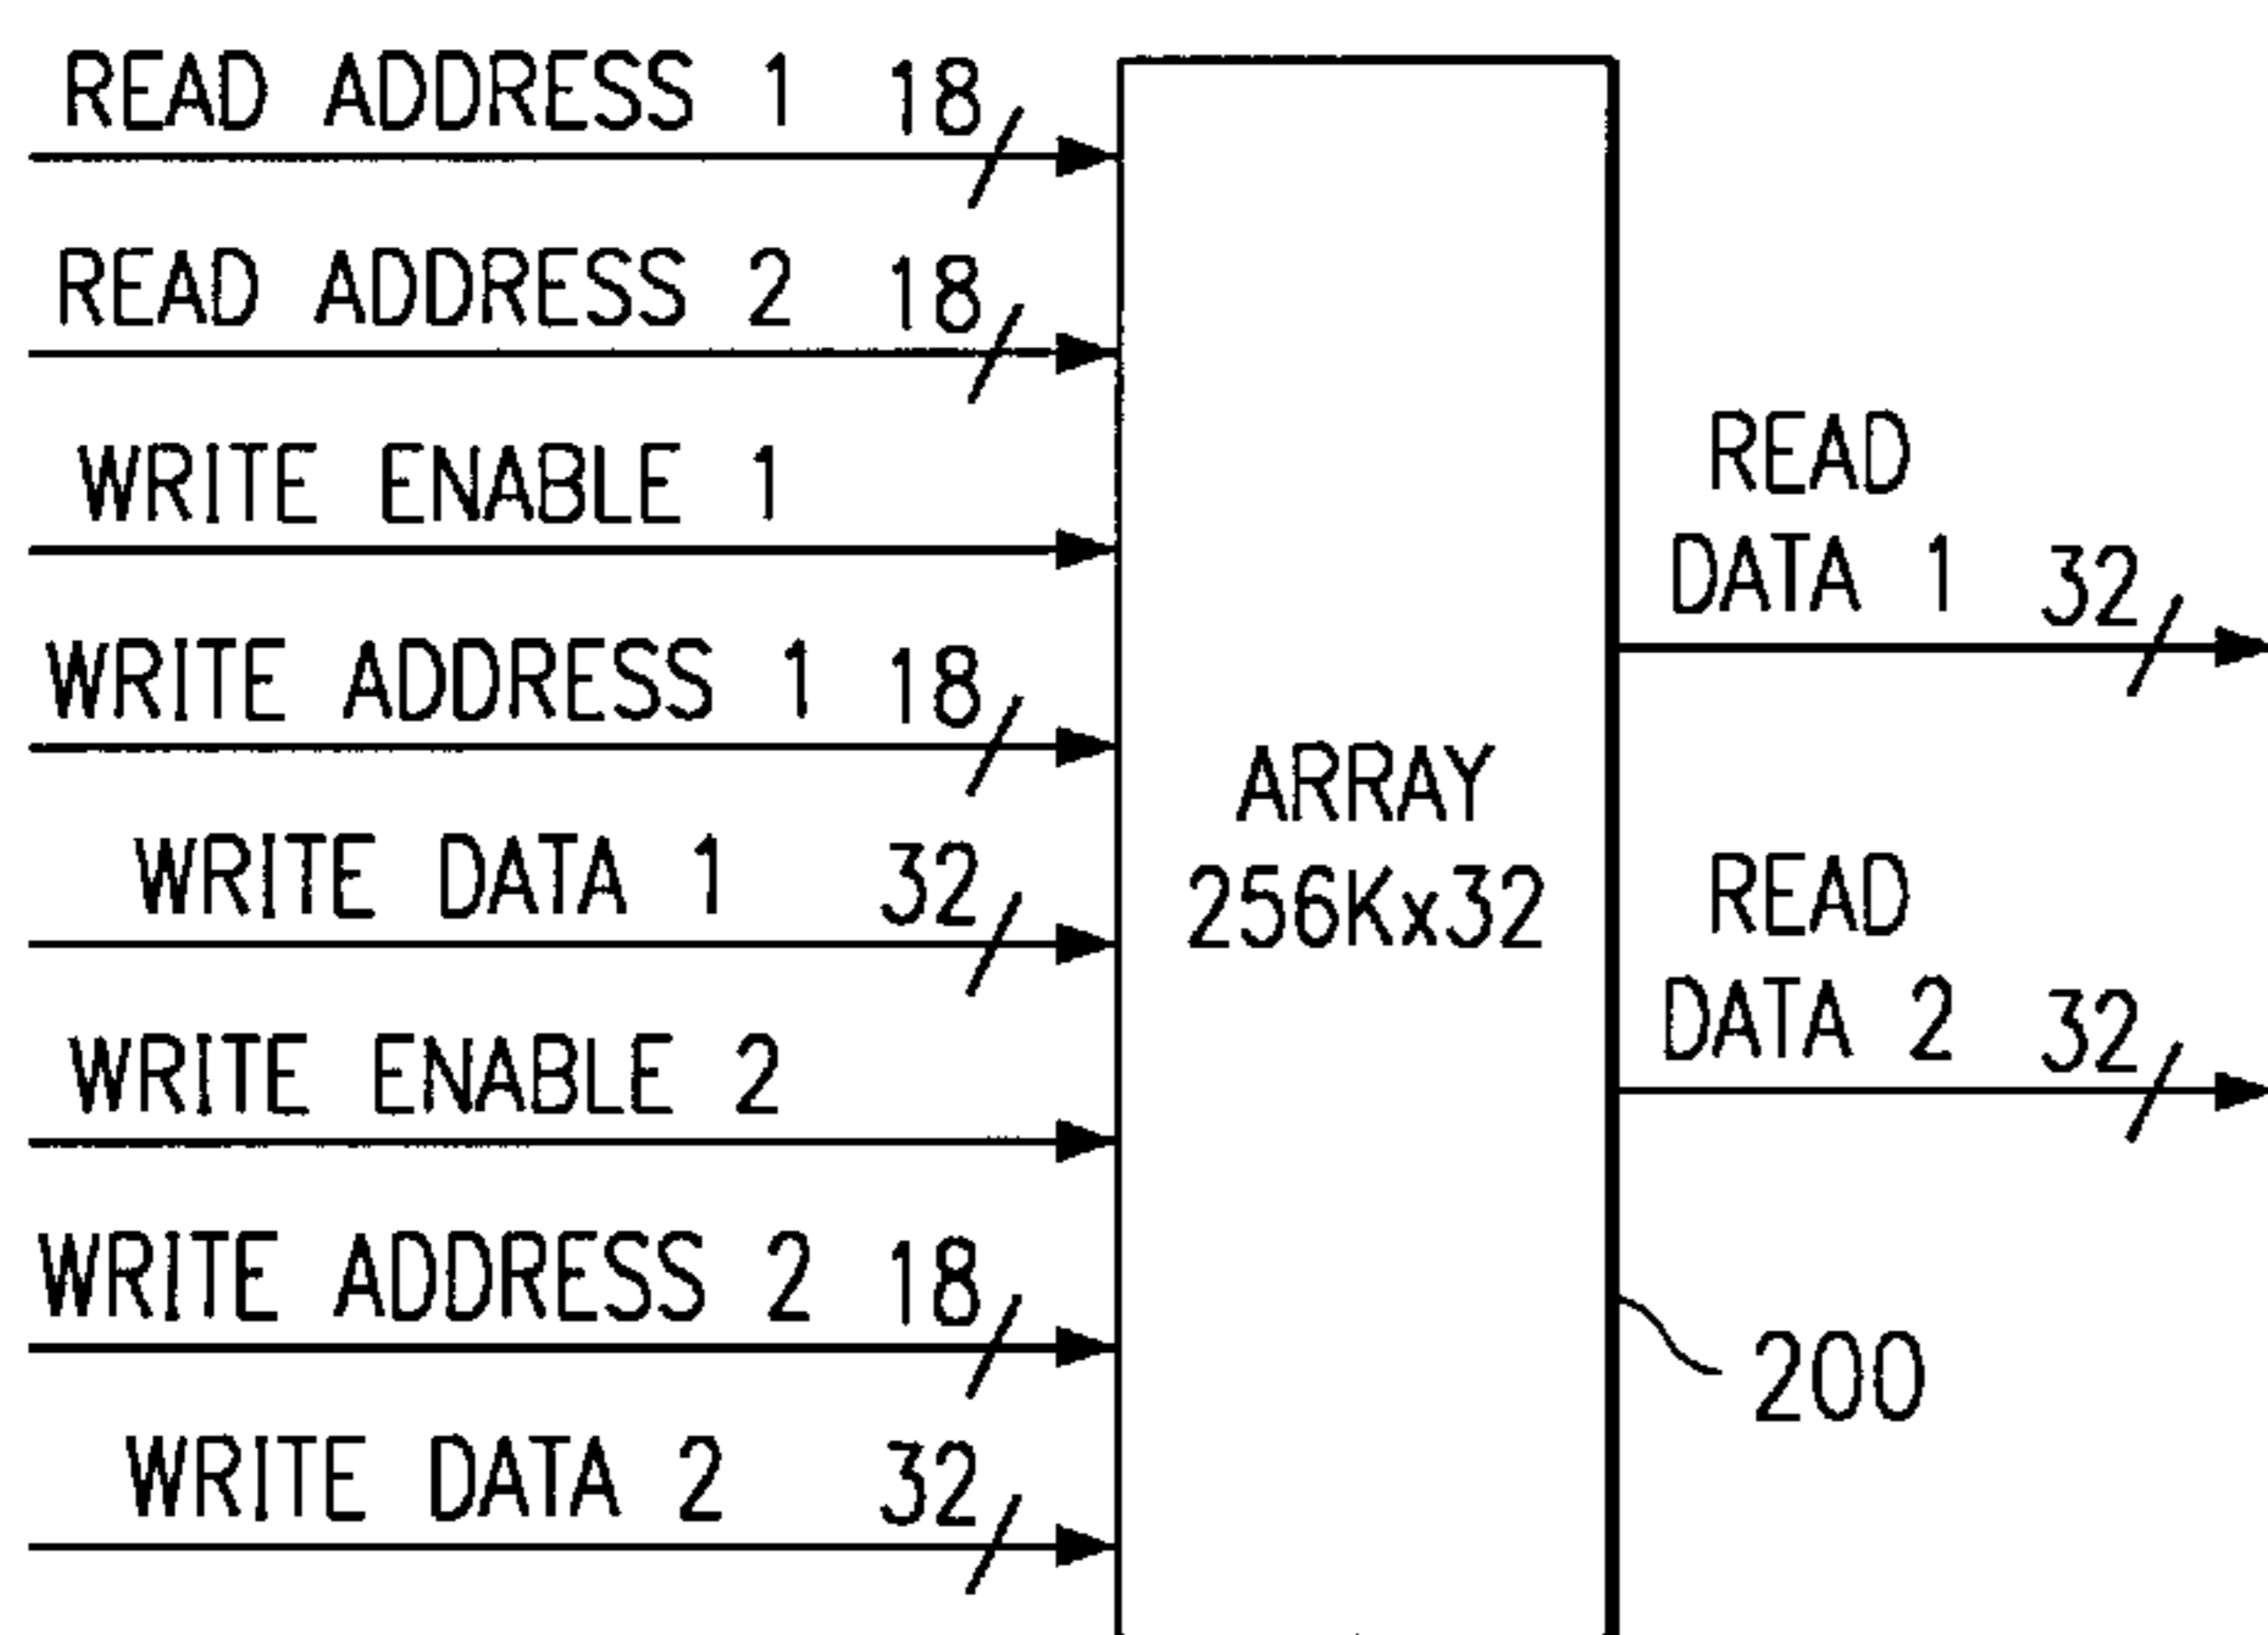 READ ADDRESS 1 18
READ ADDRESS 2 18
WRITE ENABLE 1
WRITE ADDRESS 1 18
WRITE DATA 1 32
WRITE ENABLE 2
WRITE ADDRESS 2 18
WRITE DATA 2 32
ARRAY
256Kx32
READ
DATA 1 32
READ
DATA 2 32
200